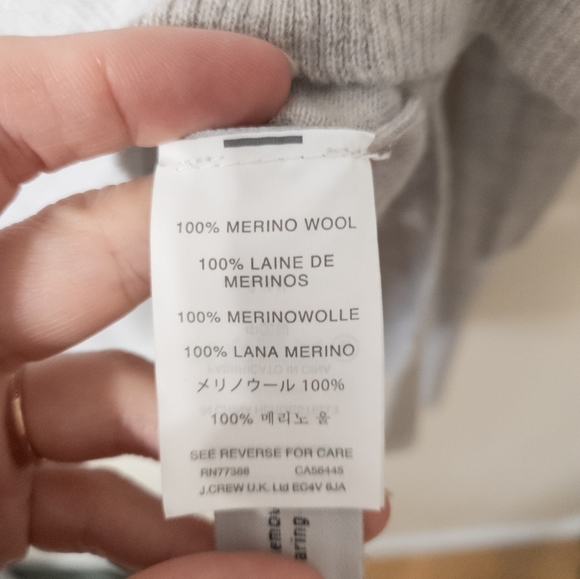 100% MERINO WOOL
100% LAINE DE
MERINOS
100% MERINOWOLLE
100% LANA MERINO
メリノウール 100%
100% 메리노 울
SEE REVERSE FOR CARE
RN77388 CA56445
J.CREW U.K. Ltd EC4V 6JA